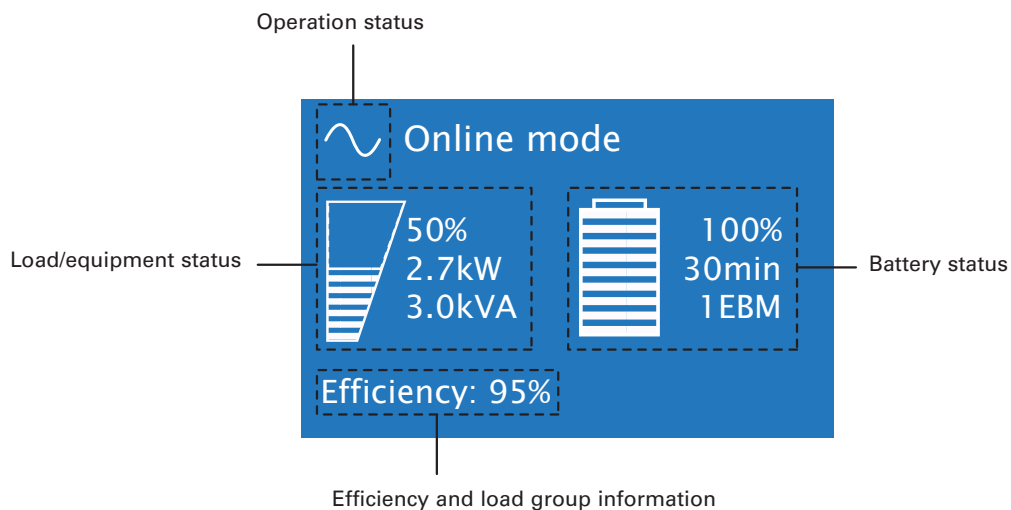 Operation status
Online mode
Load/equipment status
50%
2.7kW
3.0kVA
100%
30min
1EBM
Battery status
Efficiency: 95%
Efficiency and load group information